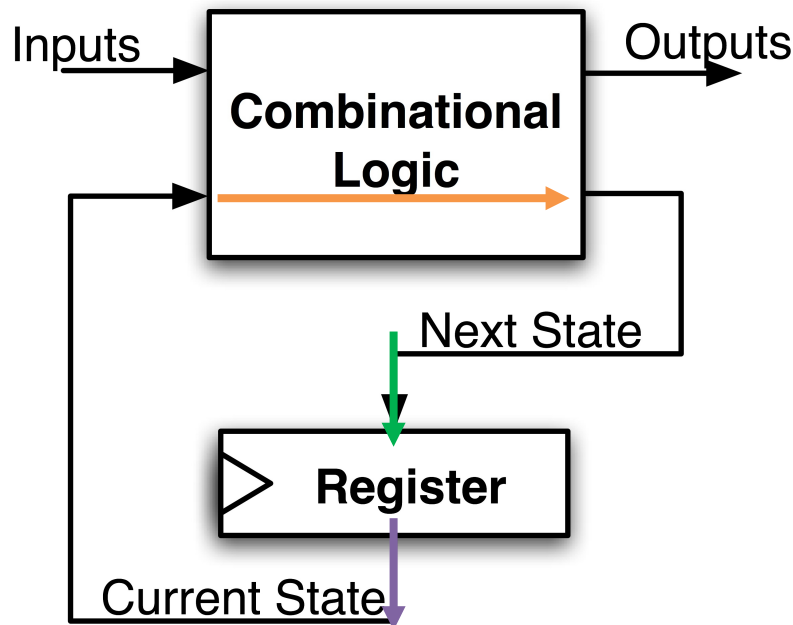 Inputs
Outputs
Combinational
Logic
Next State
Register
Current State